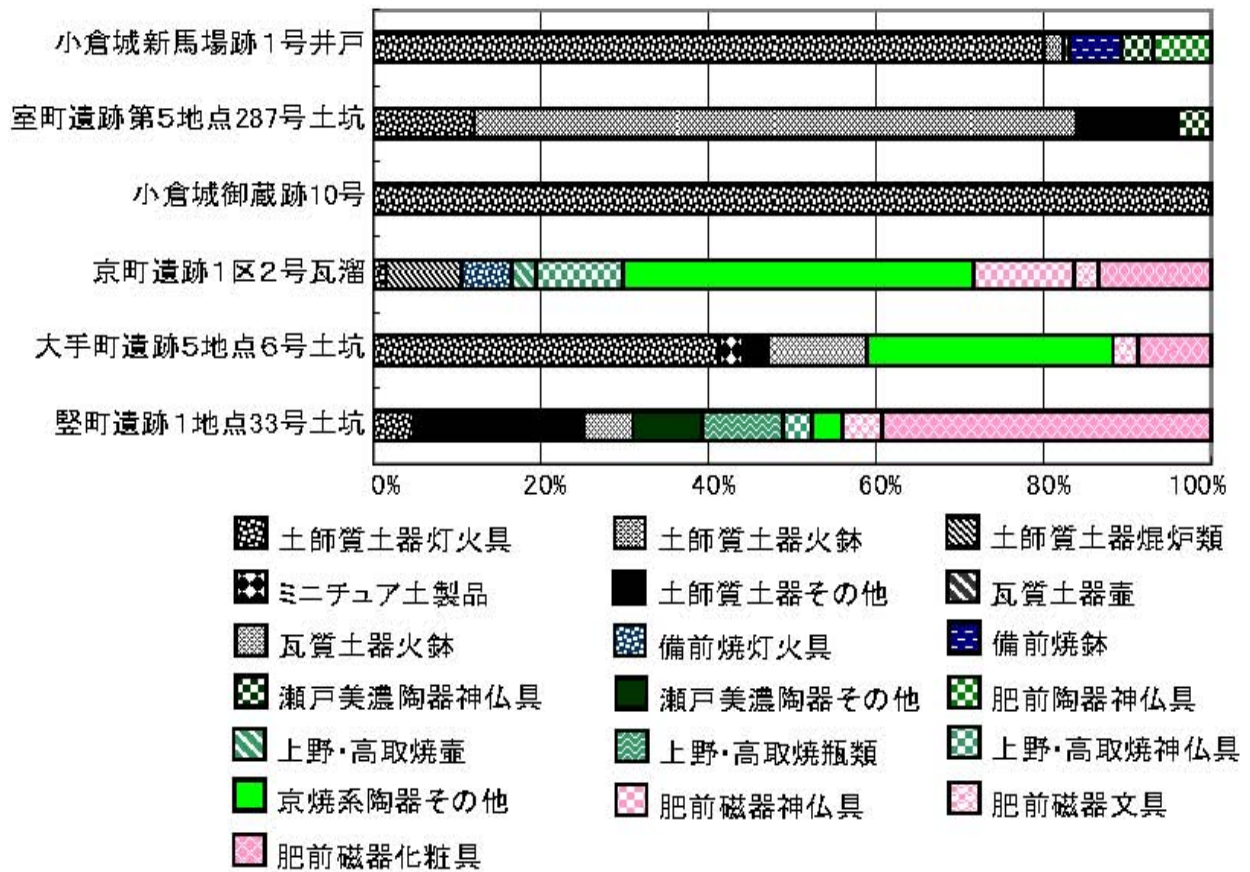 小倉城新馬場跡1号井戸
室町遺跡第5地点287号土坑
小倉城御蔵跡10号
京町遺跡1区2号瓦溜
大手町遺跡5地点6号土坑
竪町遺跡1地点33号土坑
0% 20% 40% 60% 80% 100%
土師質土器灯火具 土師質土器火鉢 土師質土器焜炉類
ミニチュア土製品 土師質土器その他 瓦質土器壷
瓦質土器火鉢 備前焼灯火具 備前焼鉢
瀬戸美濃陶器神仏具 瀬戸美濃陶器その他 肥前陶器神仏具
上野・高取焼壷 上野・高取焼瓶類 上野・高取焼神仏具
京焼系陶器その他 肥前磁器神仏具 肥前磁器文具
肥前磁器化粧具